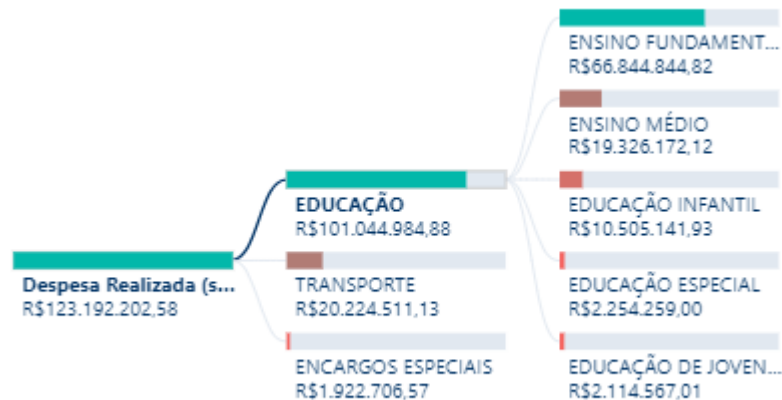 Despesa Realizada (s...
R$123.192.202,58
EDUCAÇÃO
R$101.044.984,88
TRANSPORTE
R$20.224.511,13
ENCARGOS ESPECIAIS
R$1.922.706,57
ENSINO FUNDAMENT...
R$66.844.844,82
ENSINO MÉDIO
R$19.326.172,12
EDUCAÇÃO INFANTIL
R$10.505.141,93
EDUCAÇÃO ESPECIAL
R$2.254.259,00
EDUCAÇÃO DE JOVEN...
R$2.114.567,01